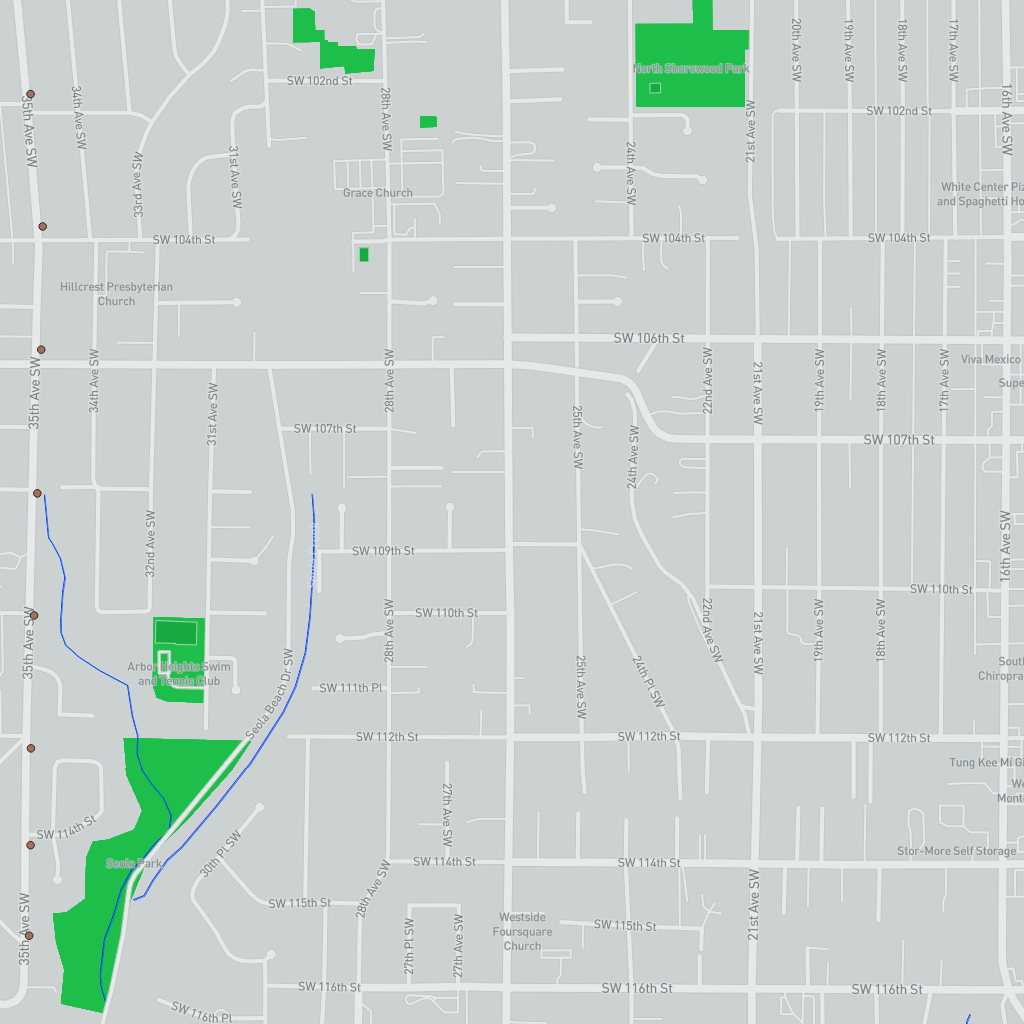 20th Ave SW
19th Ave SW
18th Ave SW
17th Ave SW
North Shorewood Park
SW 102nd St
34th Ave SW
28th Ave SW
16th Ave SW
35th Ave SW
SW 102nd St
21st Ave SW
33rd Ave SW
31st Ave SW
24th Ave SW
Grace Church
White Center Piz
and Spaghetti Ho
SW 104th St
SW 104th St
SW 104th St
Hillcrest Presbyterian
Church
SW 106th St
Viva Mexico
35th Ave SW
34th Ave SW
28th Ave SW
22nd Ave SW
21st Ave SW
19th Ave SW
18th Ave SW
17th Ave SW
Supe
31st Ave SW
25th Ave SW
SW 107th St
24th Ave SW
SW 107th St
32nd Ave SW
16th Ave SW
SW 109th St
SW 110th St
35th Ave SW
28th Ave SW
SW 110th St
22nd Ave SW
21st Ave SW
19th Ave SW
18th Ave SW
Arbor Heights Swim
and Tennis Club
Seola Beach Dr SW
25th Ave SW
24th Pl SW
South
Chiropra
SW 111th Pl
SW 112th St
SW 112th St
SW 112th St
Tung Kee Mí Gi
We
Monte
27th Ave SW
SW 114th St
30th Pl SW
Seola Park
Stor-More Self Storage
SW 114th St
SW 114th St
28th Ave SW
35th Ave SW
SW 115th St
21st Ave SW
27th Pl SW
27th Ave SW
Westside
Foursquare
Church
SW 115th St
SW 116th St
SW 116th St
SW 116th St
SW 116th Pl